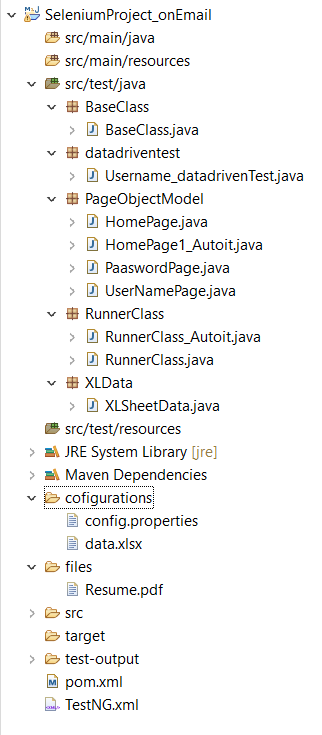 SeleniumProject_onEmail
src/main/java
src/main/resources
src/test/java
BaseClass
BaseClass.java
datadriventest
Username_datadrivenTest.java
PageObjectModel
HomePage.java
HomePage1_Autoit.java
PaaswordPage.java
UserNamePage.java
RunnerClass
RunnerClass_Autoit.java
RunnerClass.java
XLData
XLSheetData.java
src/test/resources
JRE System Library [jre]
Maven Dependencies
cofigurations
config.properties
data.xlsx
files
Resume.pdf
src
target
test-output
pom.xml
TestNG.xml